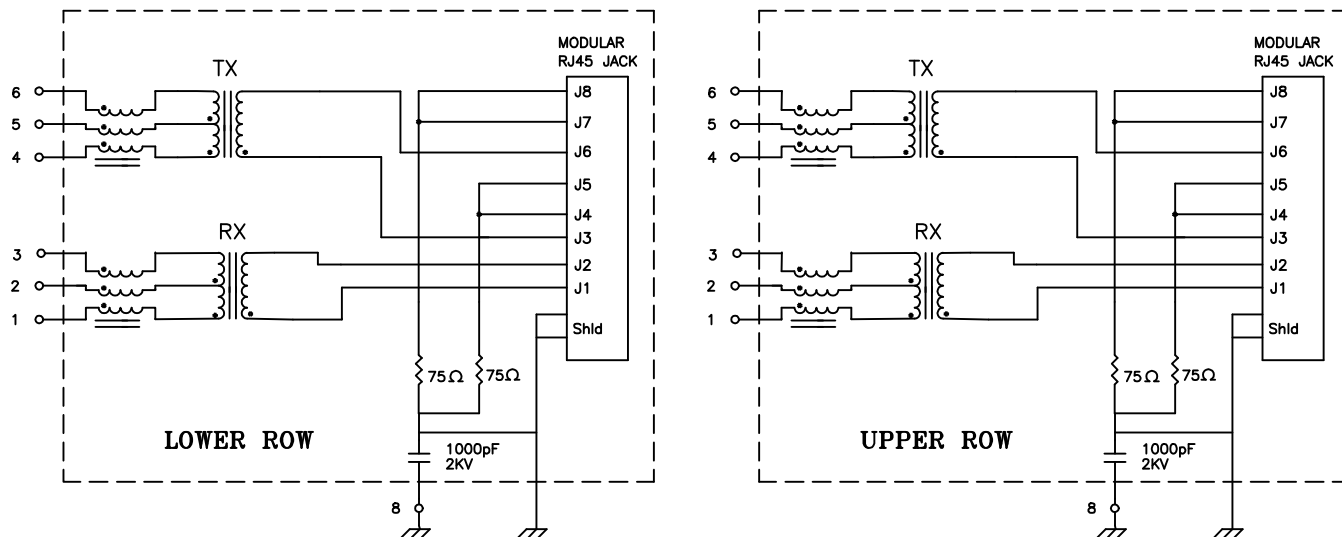 MODULAR
RJ45 JACK
TX
J8
J7
J6
J5
J4
J3
J2
J1
Shld
6
5
4
RX
3
2
1
75Ω
75Ω
LOWER ROW
1000pF
2KV
8
MODULAR
RJ45 JACK
TX
J8
J7
J6
J5
J4
J3
J2
J1
Shld
6
5
4
RX
3
2
1
75Ω
75Ω
UPPER ROW
1000pF
2KV
8